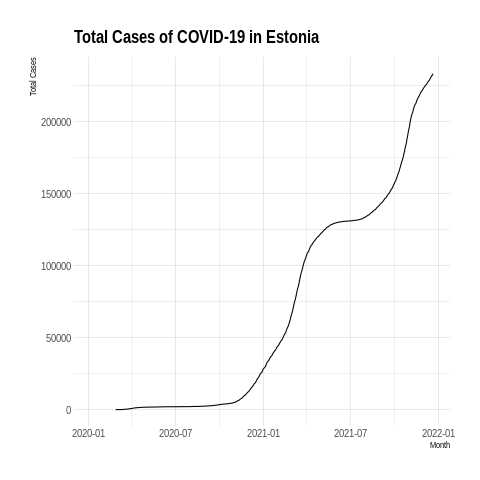 Total Cases of COVID-19 in Estonia
Total Cases
200000
150000
100000
50000
0
2020-01 2020-07 2021-01 2021-07 2022-01
Month